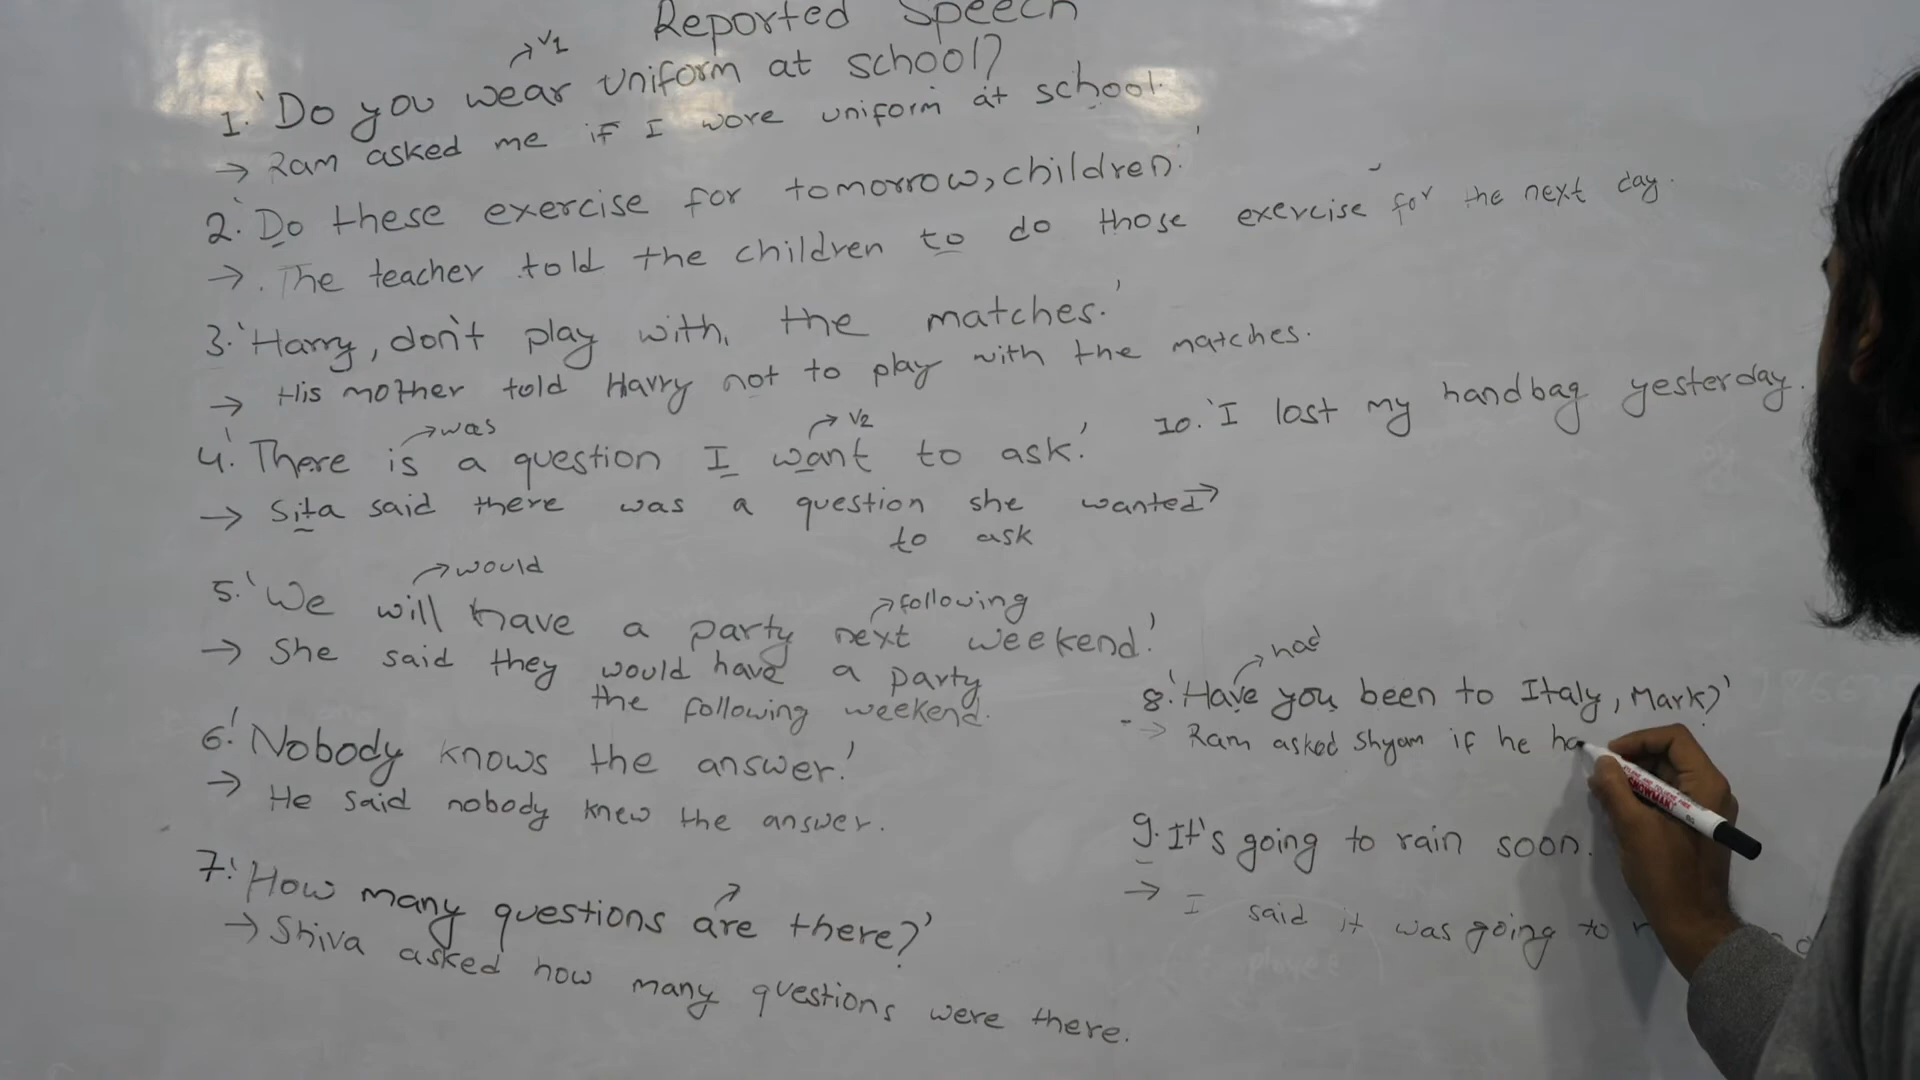 Reported Speech
→ V1
1. 'Do you wear uniform at school?
→ Ram asked me if I wore uniform at school.
2. 'Do these exercise for tomorrow, children.'
→ The teacher told the children to do those exercise for the next day.
3. 'Harry, don't play with the matches.'
→ His mother told Harry not to play with the matches.
→ was → V2
4. 'There is a question I want to ask.'
→ Sita said there was a question she wanted →
to ask
→ would
→ following
5. 'We will have a party next weekend.'
→ She said they would have a party
the following weekend.
6. 'Nobody knows the answer.'
→ He said nobody knew the answer.
7. 'How many questions are there?'
→ Shiva asked how many questions were there.
→ had
8. 'Have you been to Italy, Mark?'
→ Ram asked Shyam if he ha
9. It's going to rain soon.
→ I said it was going to
10. 'I lost my handbag yesterday.
SNOWMAN